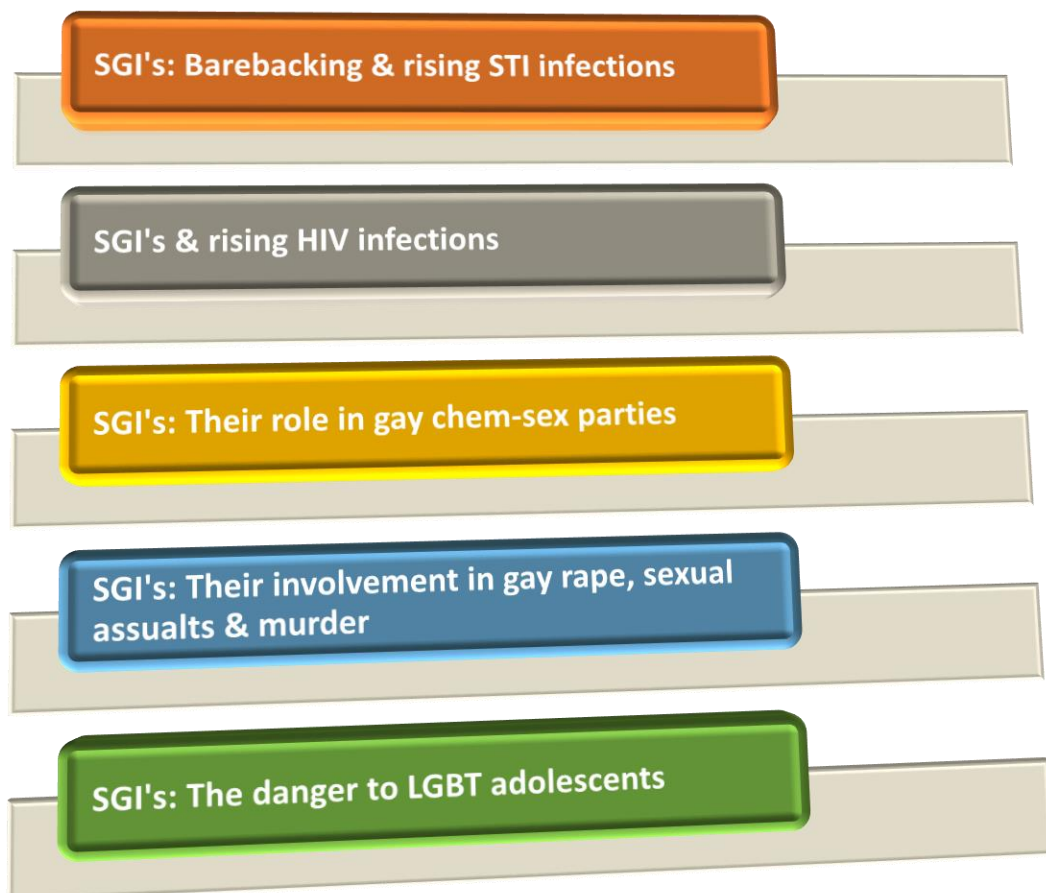 SGI's: Barebacking & rising STI infections
SGI's & rising HIV infections
SGI's: Their role in gay chem-sex parties
SGI's: Their involvement in gay rape, sexual
assualts & murder
SGI's: The danger to LGBT adolescents